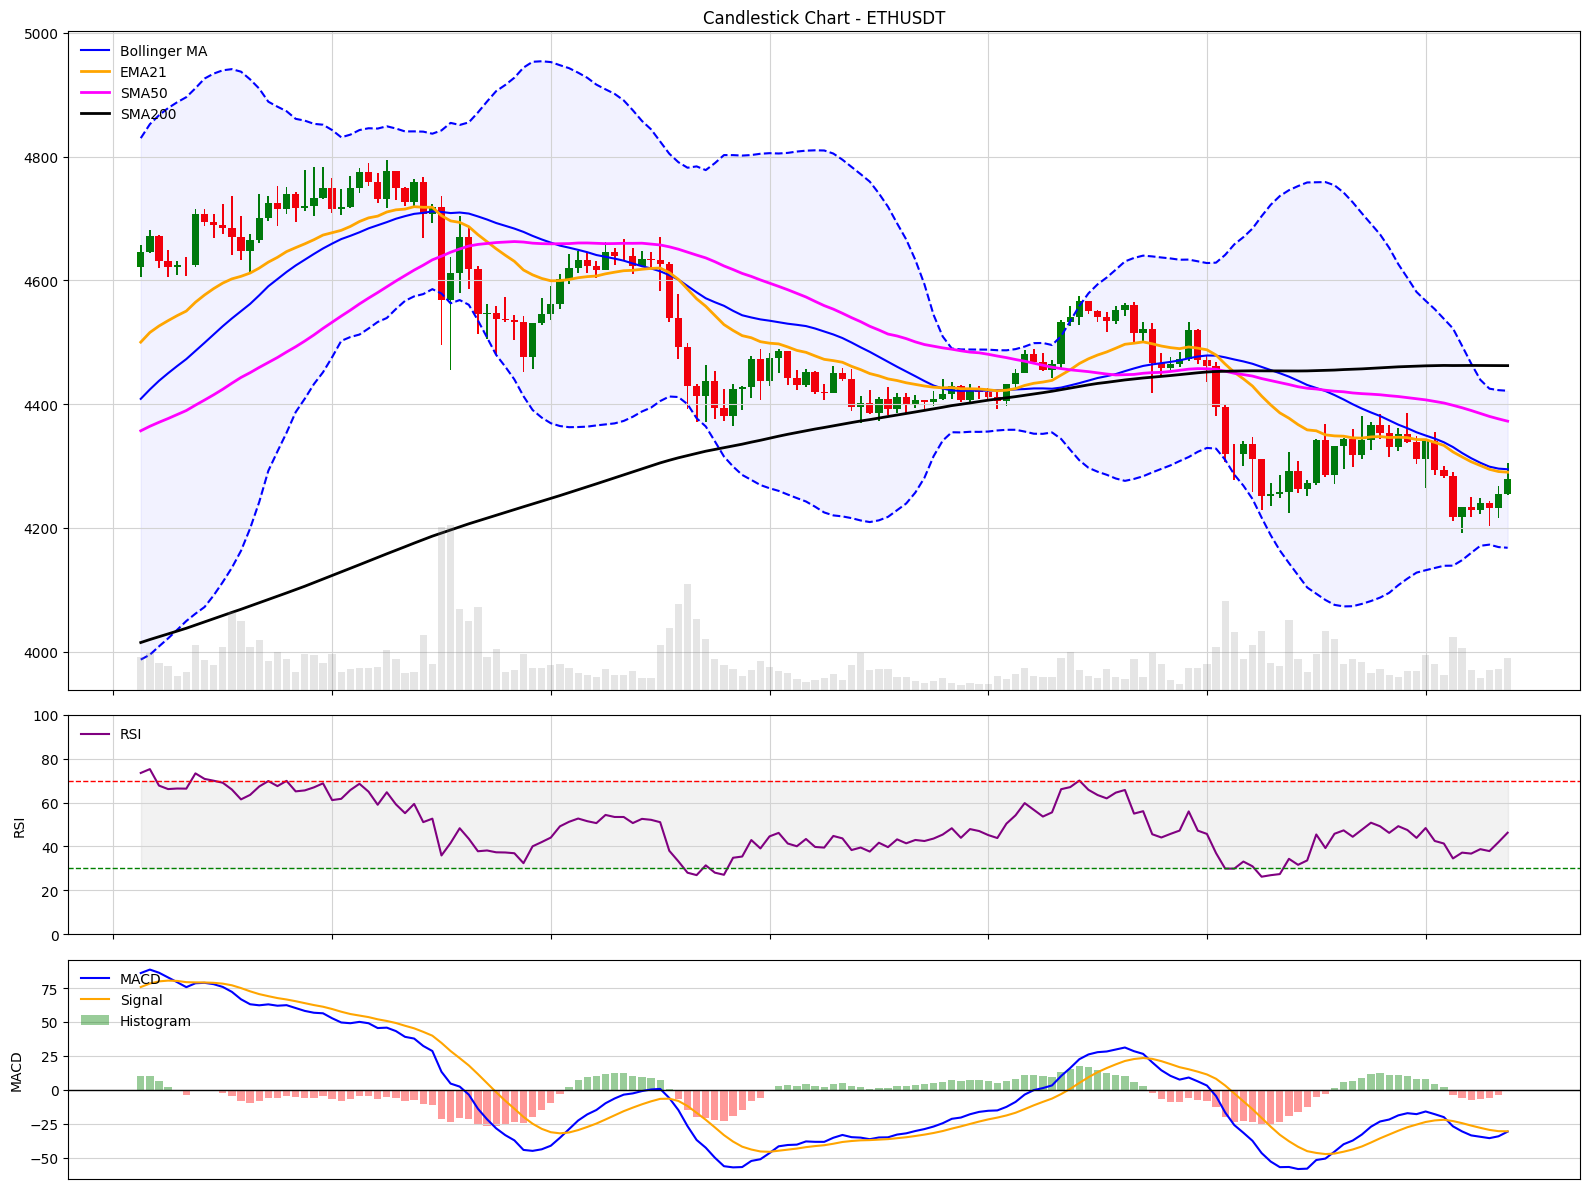 Candlestick Chart - ETHUSDT
5000
4800
4600
4400
4200
4000
Bollinger MA
EMA21
SMA50
SMA200
100
80
60
40
20
0
RSI
RSI
75
50
25
0
−25
−50
MACD
MACD
Signal
Histogram